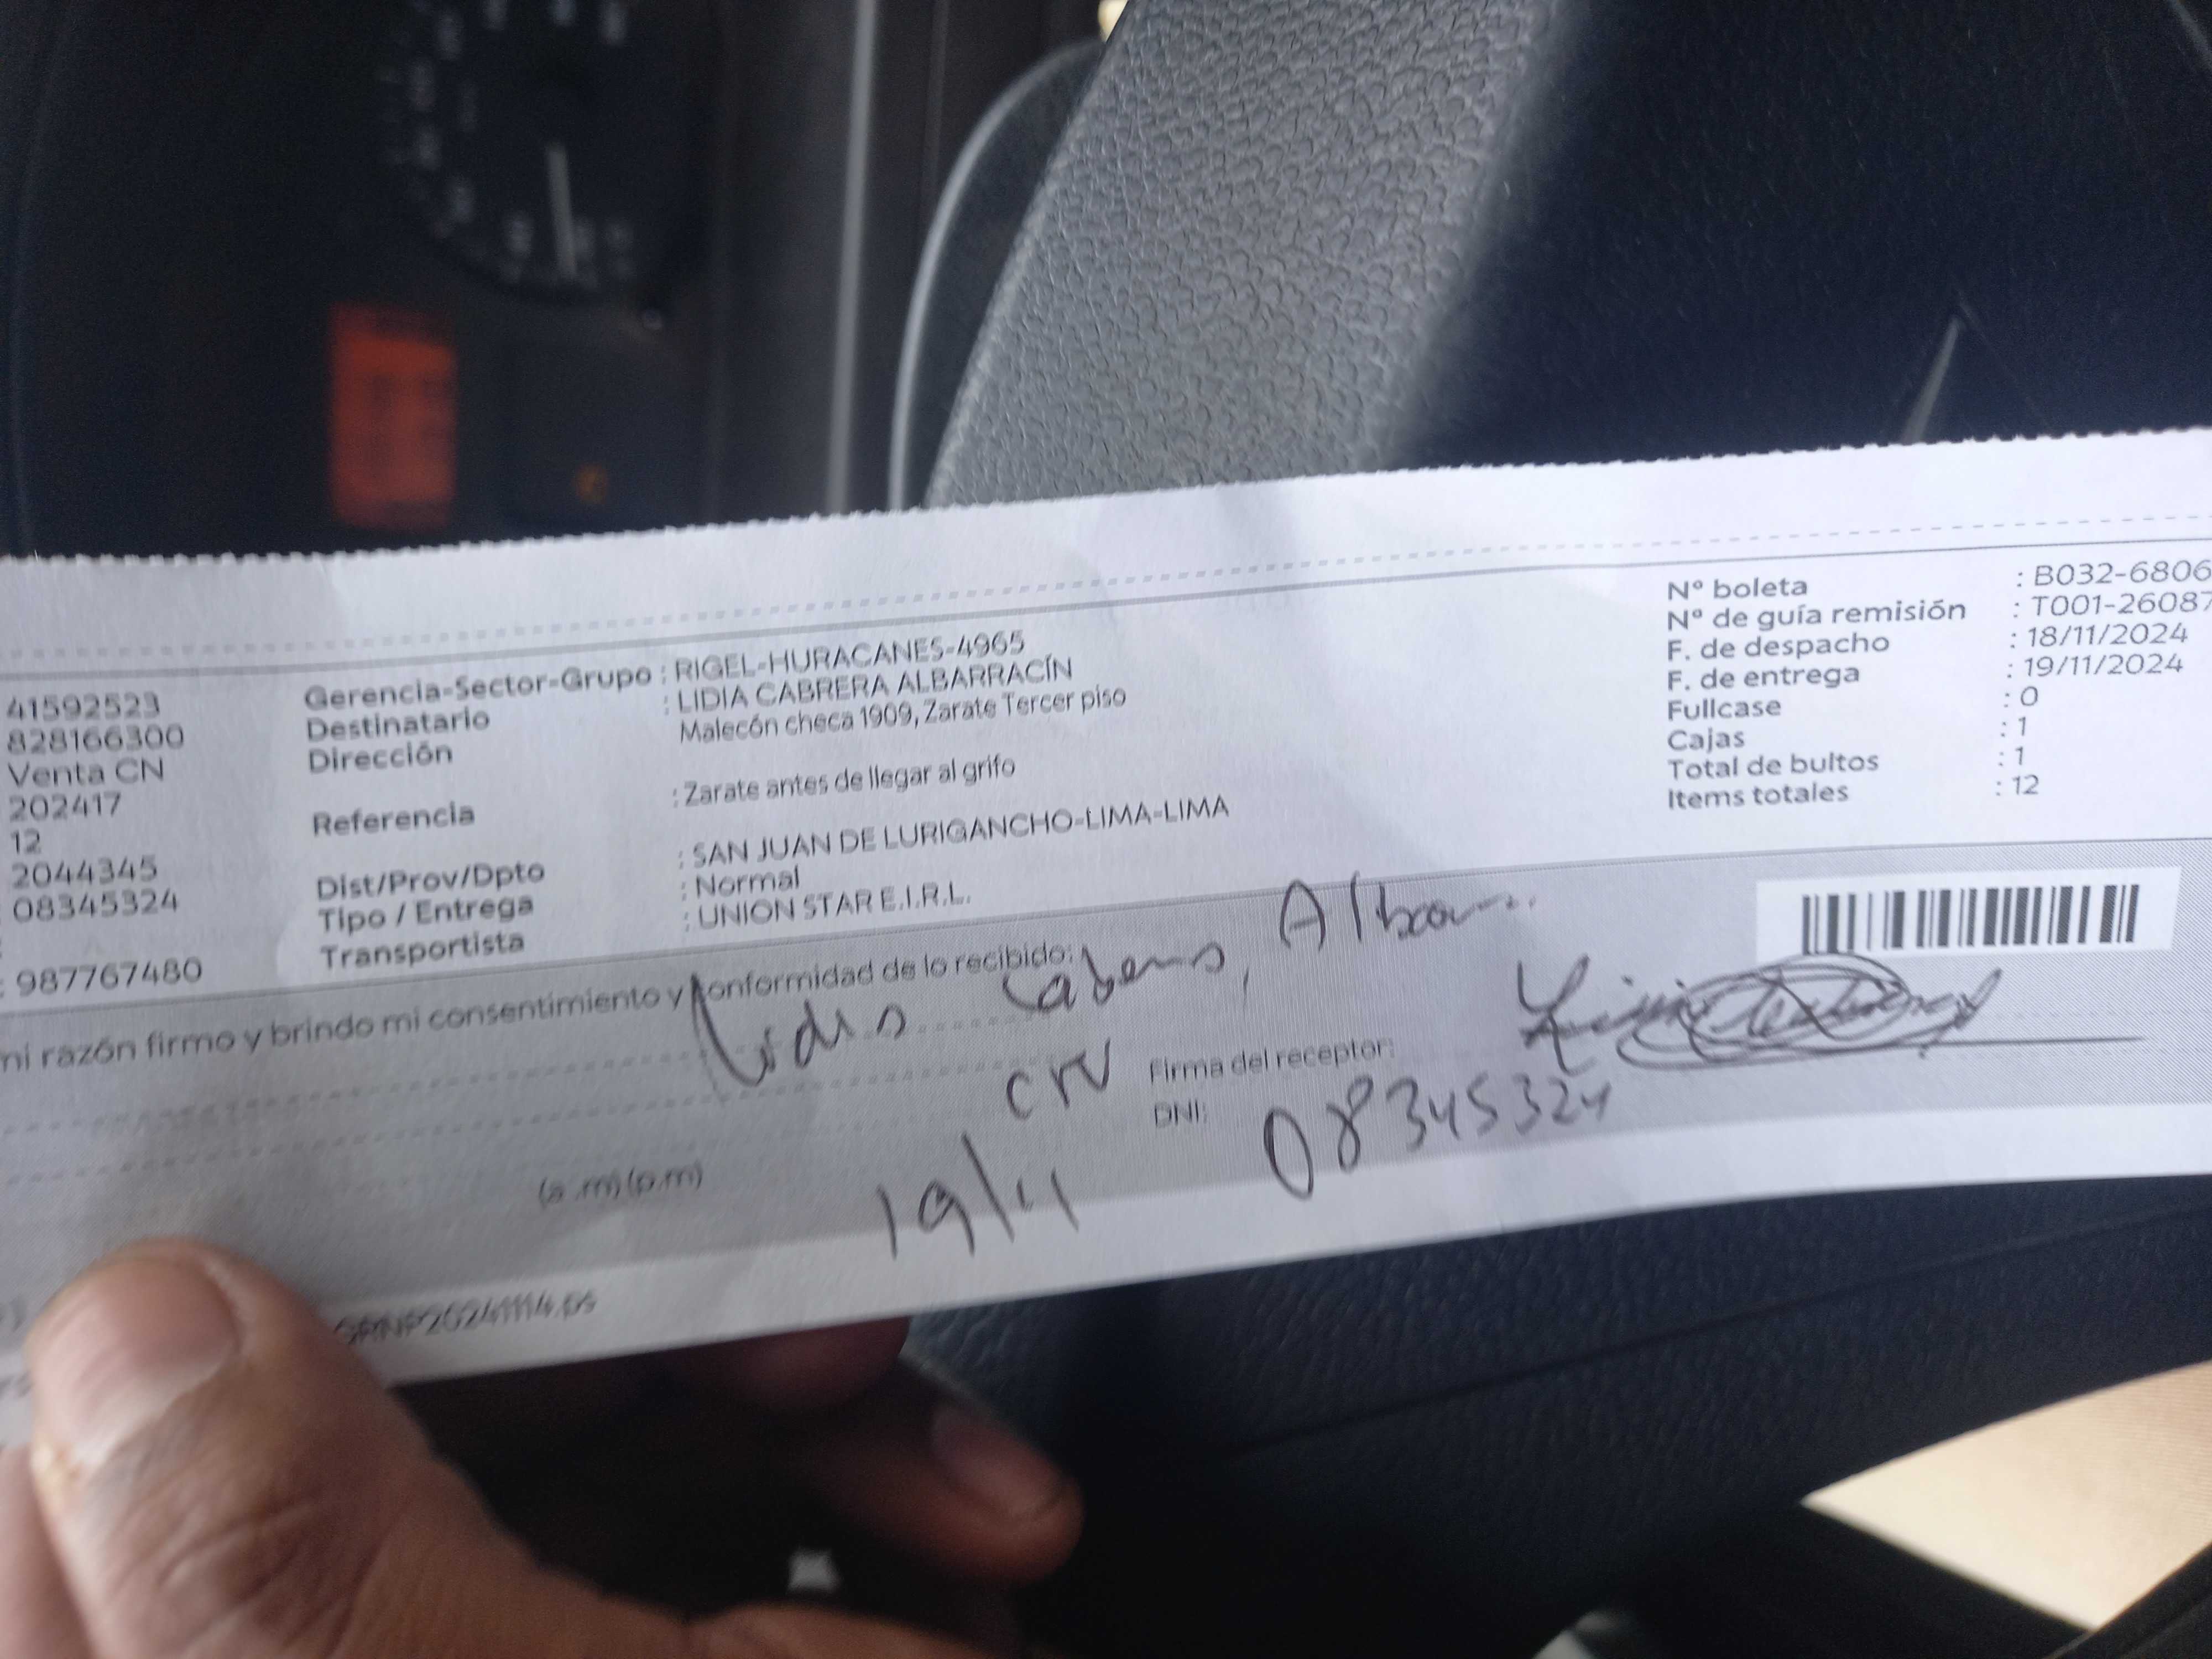 41592523
828166300
Venta CN
202417
12
2044345
08345324
:
: 987767480
Gerencia-Sector-Grupo : RIGEL-HURACANES-4965
Destinatario : LIDIA CABRERA ALBARRACÍN
Dirección Malecón checa 1909, Zarate Tercer piso
Referencia : Zarate antes de llegar al grifo
Dist/Prov/Dpto : SAN JUAN DE LURIGANCHO-LIMA-LIMA
Tipo / Entrega : Normal
Transportista : UNION STAR E.I.R.L.
Nº boleta : B032-6806
Nº de guía remisión : T001-26087
F. de despacho : 18/11/2024
F. de entrega : 19/11/2024
Fullcase : 0
Cajas : 1
Total de bultos : 1
Items totales : 12
mi razón firmo y brindo mi consentimiento y conformidad de lo recibido:
Firma del receptor:
DNI: 08345324
(a .m) (p.m)
19/11